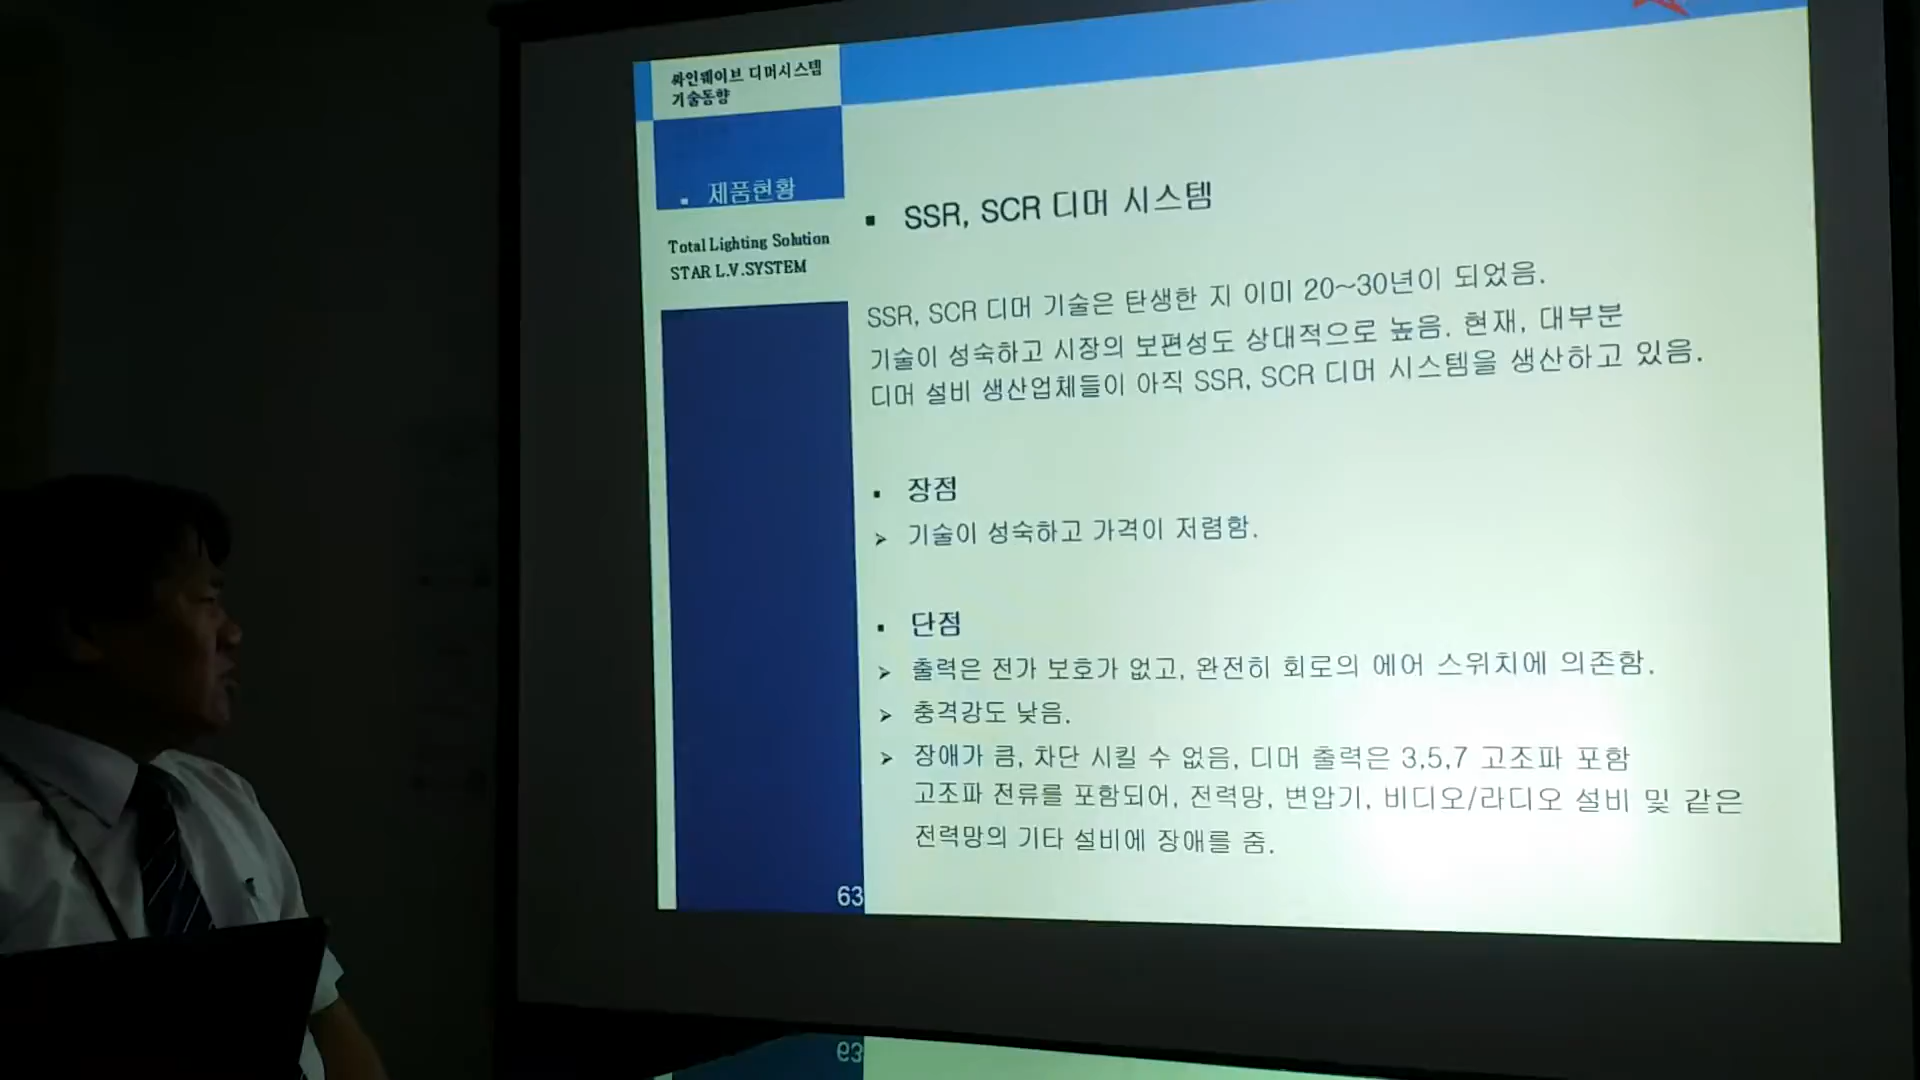 싸인웨이브 디머시스템
기술동향
▪ 제품현황
Total Lighting Solution
STAR L.V.SYSTEM
▪ SSR, SCR 디머 시스템
SSR, SCR 디머 기술은 탄생한 지 이미 20~30년이 되었음.
기술이 성숙하고 시장의 보편성도 상대적으로 높음. 현재, 대부분
디머 설비 생산업체들이 아직 SSR, SCR 디머 시스템을 생산하고 있음.
▪ 장점
➢ 기술이 성숙하고 가격이 저렴함.
▪ 단점
➢ 출력은 전가 보호가 없고, 완전히 회로의 에어 스위치에 의존함.
➢ 충격강도 낮음.
➢ 장애가 큼, 차단 시킬 수 없음, 디머 출력은 3,5,7 고조파 포함
고조파 전류를 포함되어, 전력망, 변압기, 비디오/라디오 설비 및 같은
전력망의 기타 설비에 장애를 줌.
63
63